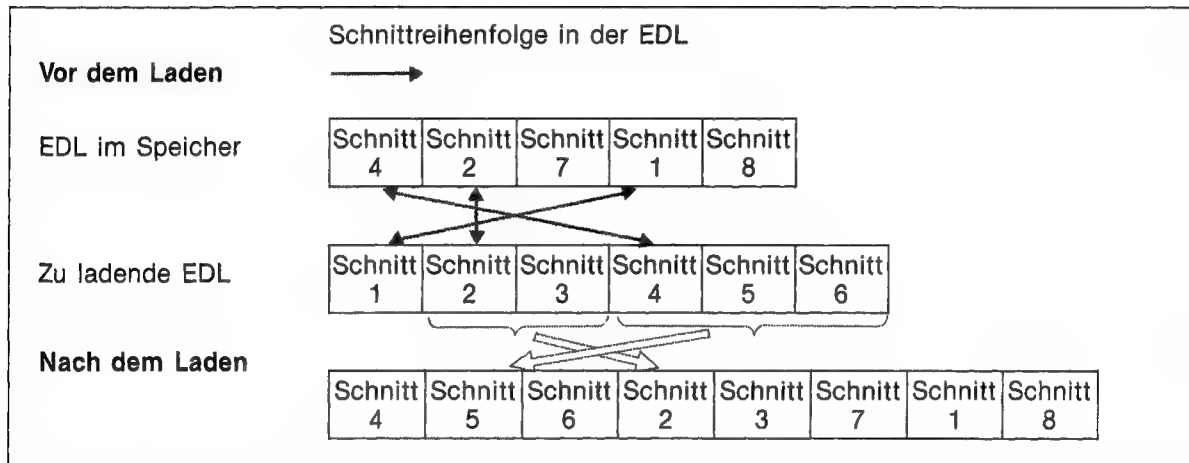 Schnittreihenfolge in der EDL
Vor dem Laden
EDL im Speicher
Schnitt 4 Schnitt 2 Schnitt 7 Schnitt 1 Schnitt 8
Zu ladende EDL
Schnitt 1 Schnitt 2 Schnitt 3 Schnitt 4 Schnitt 5 Schnitt 6
Nach dem Laden
Schnitt 4 Schnitt 5 Schnitt 6 Schnitt 2 Schnitt 3 Schnitt 7 Schnitt 1 Schnitt 8